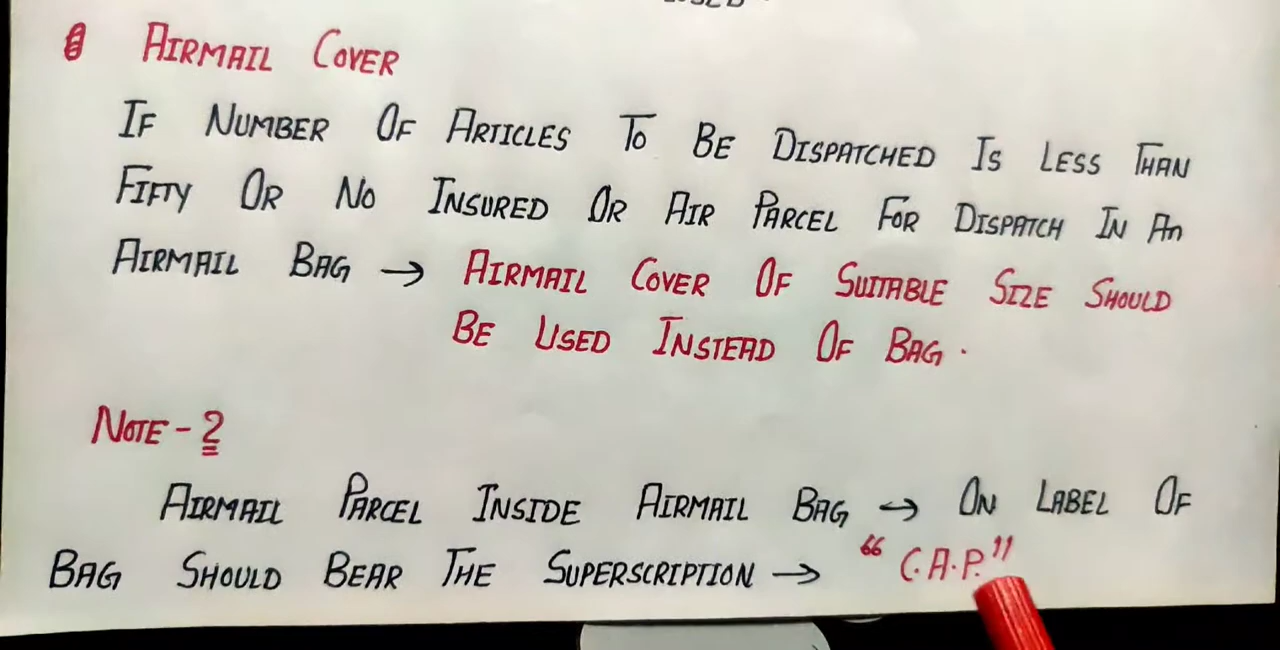 AIRMAIL COVER
IF NUMBER OF ARTICLES TO BE DISPATCHED IS LESS THAN
FIFTY OR NO INSURED OR AIR PARCEL FOR DISPATCH IN AN
AIRMAIL BAG → AIRMAIL COVER OF SUITABLE SIZE SHOULD
BE USED INSTEAD OF BAG.
NOTE - 2
AIRMAIL PARCEL INSIDE AIRMAIL BAG → ON LABEL OF
BAG SHOULD BEAR THE SUPERSCRIPTION → “C.A.P.”